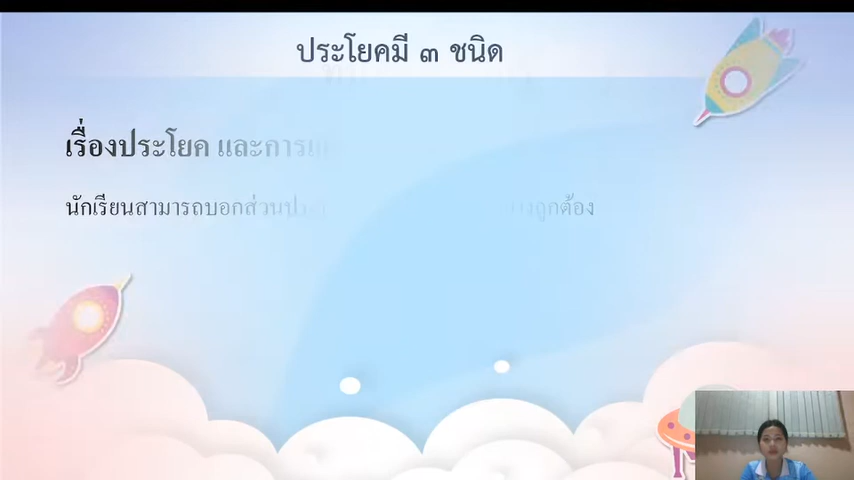 ประโยคมี ๓ ชนิด
เรื่องประโยค และการ
นักเรียนสามารถบอกส่วน ถูกต้อง